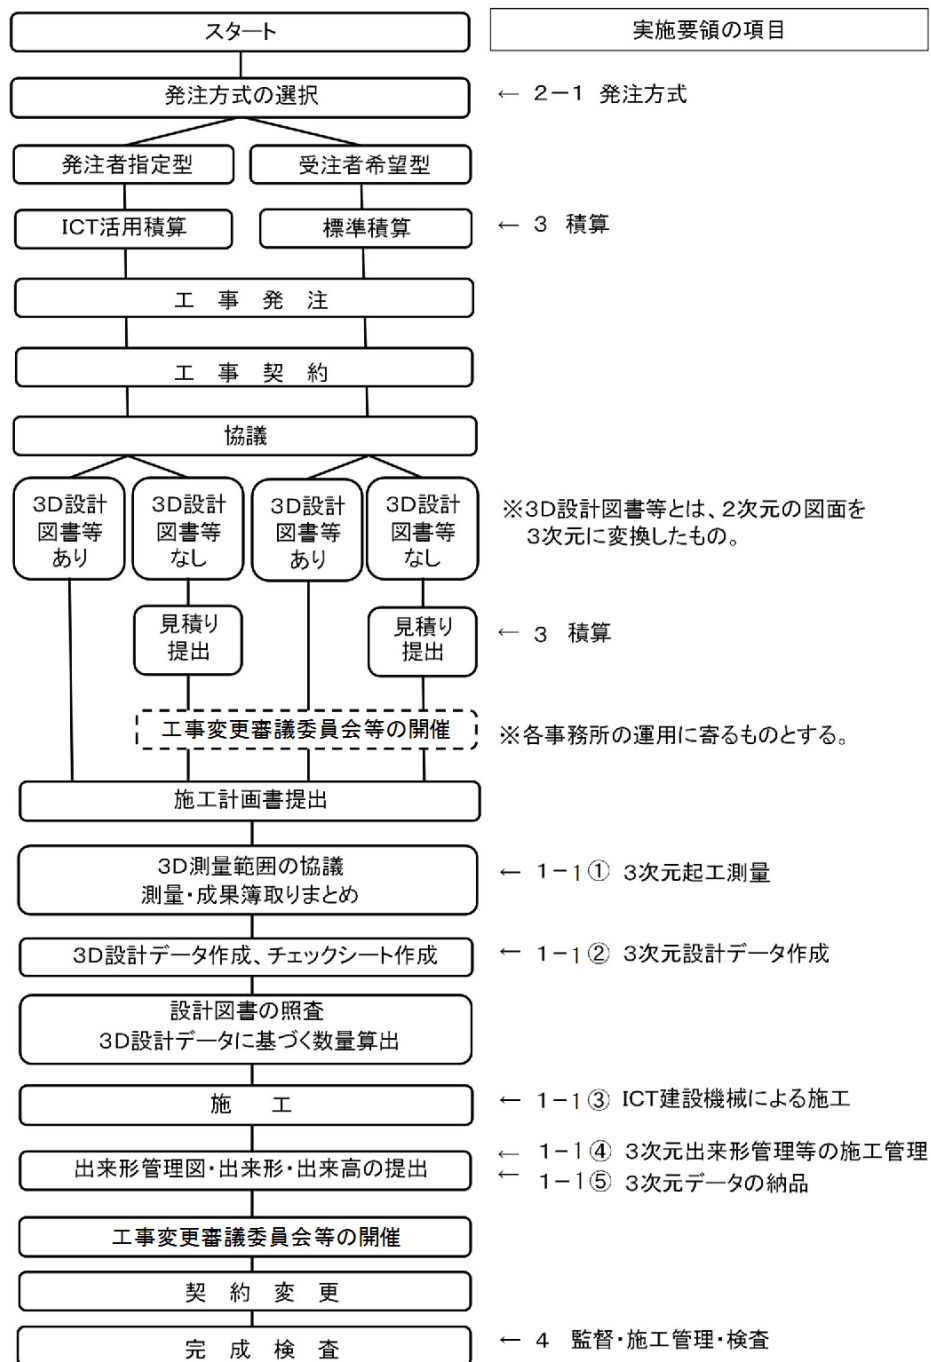 スタート
実施要領の項目
発注方式の選択
← 2－1 発注方式
発注者指定型
受注者希望型
ICT活用積算
標準積算
← 3 積算
工 事 発 注
工 事 契 約
協議
3D設計
図書等
あり
3D設計
図書等
なし
3D設計
図書等
あり
3D設計
図書等
なし
※3D設計図書等とは、2次元の図面を
3次元に変換したもの。
見積り
提出
見積り
提出
← 3 積算
工事変更審議委員会等の開催
※各事務所の運用に寄るものとする。
施工計画書提出
3D測量範囲の協議
測量・成果簿取りまとめ
← 1－1① 3次元起工測量
3D設計データ作成、チェックシート作成
← 1－1② 3次元設計データ作成
設計図書の照査
3D設計データに基づく数量算出
施 工
← 1－1③ ICT建設機械による施工
出来形管理図・出来形・出来高の提出
← 1－1④ 3次元出来形管理等の施工管理
← 1－1⑤ 3次元データの納品
工事変更審議委員会等の開催
契 約 変 更
完 成 検 査
← 4 監督・施工管理・検査